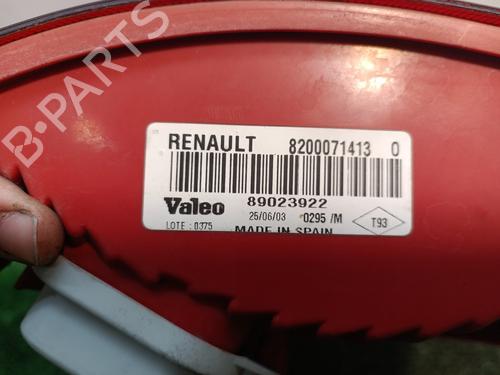 RENAULT 8200071413 0
Valeo 89023922
25/06/03 0295 /M T93
LOTE : 0375 MADE IN SPAIN
B-PARTS